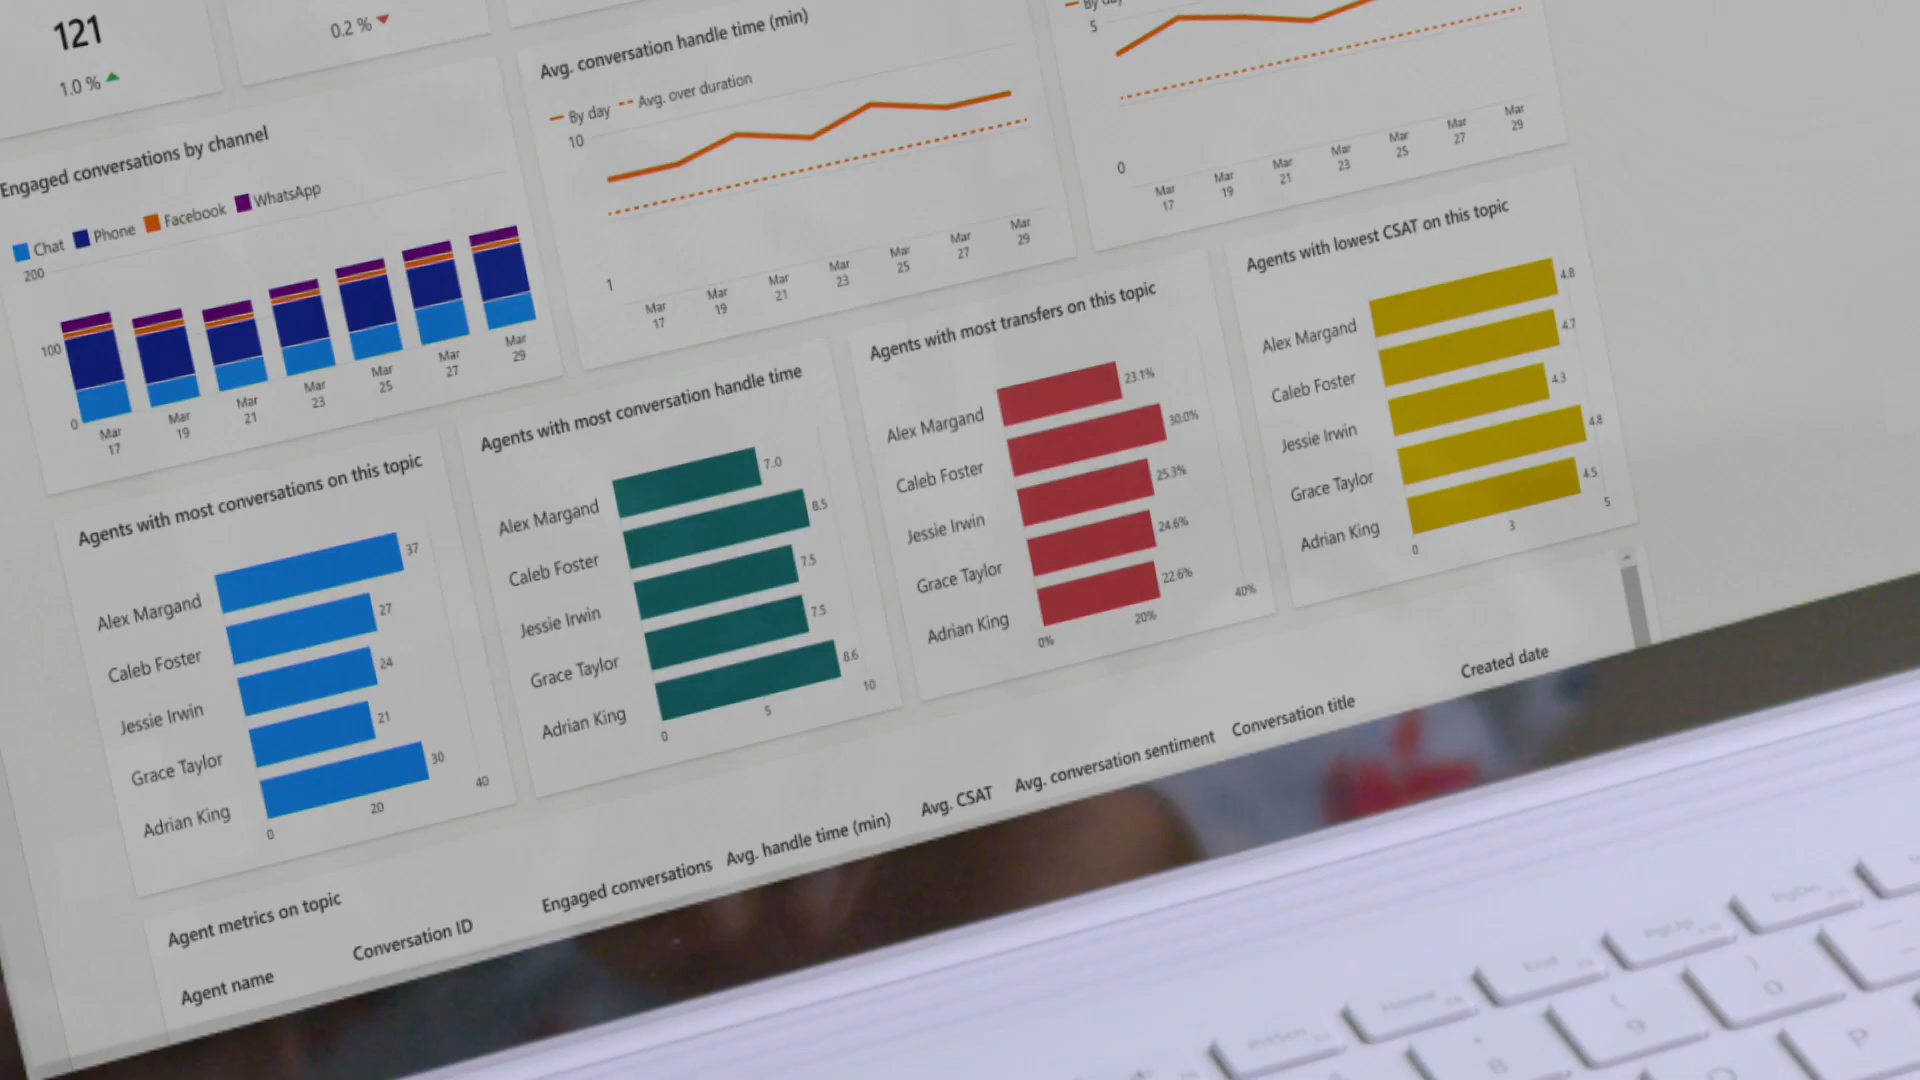 121
1.0 %
0.2 %
Engaged conversations by channel
Chat Phone Facebook WhatsApp
200
100
0
Mar 17
Mar 19
Mar 21
Mar 23
Mar 25
Mar 27
Mar 29
Avg. conversation handle time (min)
By day Avg. over duration
10
1
Mar 17
Mar 19
Mar 21
Mar 23
Mar 25
Mar 27
Mar 29
By day
5
0
Mar 17
Mar 19
Mar 21
Mar 23
Mar 25
Mar 27
Mar 29
Agents with most conversations on this topic
Alex Margand 37
Caleb Foster 27
Jessie Irwin 24
Grace Taylor 21
Adrian King 30
0 20 40
Agents with most conversation handle time
Alex Margand 7.0
Caleb Foster 8.5
Jessie Irwin 7.5
Grace Taylor 7.5
Adrian King 8.6
0 5 10
Agents with most transfers on this topic
Alex Margand 23.1%
Caleb Foster 30.0%
Jessie Irwin 25.3%
Grace Taylor 24.6%
Adrian King 22.6%
0% 20% 40%
Agents with lowest CSAT on this topic
Alex Margand 4.8
Caleb Foster 4.7
Jessie Irwin 4.3
Grace Taylor 4.8
Adrian King 4.5
0 3 5
Agent metrics on topic
Agent name Conversation ID Engaged conversations Avg. handle time (min) Avg. CSAT Avg. conversation sentiment Conversation title Created date
PrtScn Home End PgUp PgDn
8 9 0
P